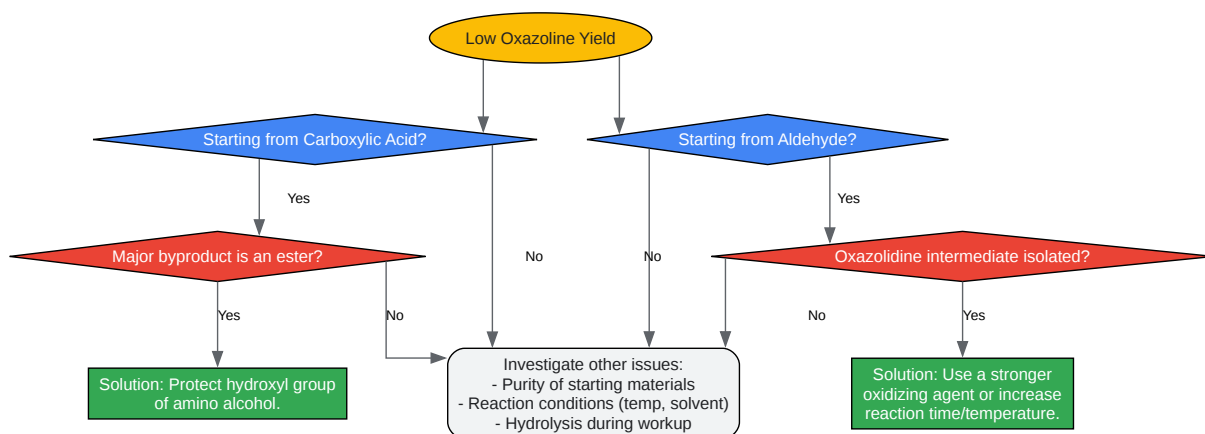 Low Oxazoline Yield
Starting from Carboxylic Acid?
Starting from Aldehyde?
Yes
Yes
Major byproduct is an ester?
No
No
Oxazolidine intermediate isolated?
Yes
No
No
Yes
Solution: Protect hydroxyl group
of amino alcohol.
Investigate other issues:
- Purity of starting materials
- Reaction conditions (temp, solvent)
- Hydrolysis during workup
Solution: Use a stronger
oxidizing agent or increase
reaction time/temperature.